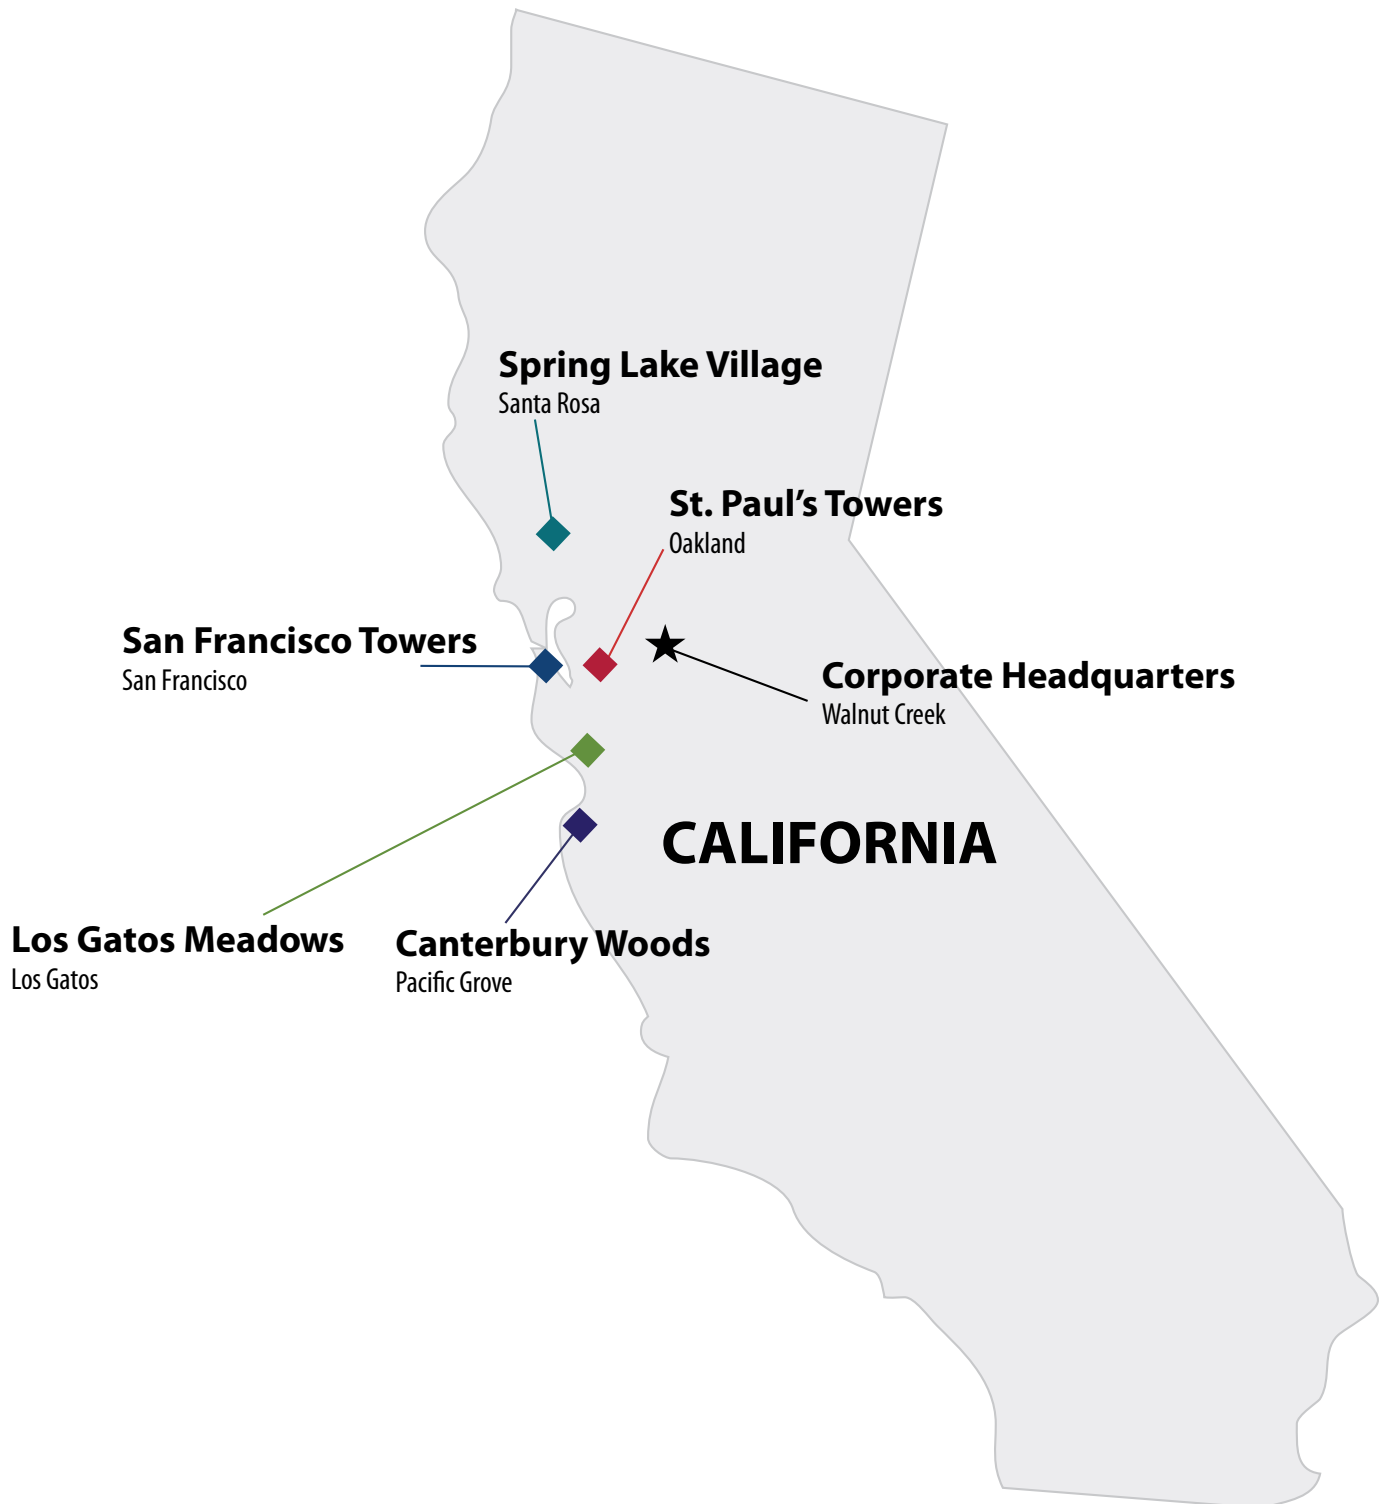 Spring Lake Village
Santa Rosa
St. Paul’s Towers
Oakland
San Francisco Towers
San Francisco
Corporate Headquarters
Walnut Creek
CALIFORNIA
Los Gatos Meadows
Los Gatos
Canterbury Woods
Pacific Grove